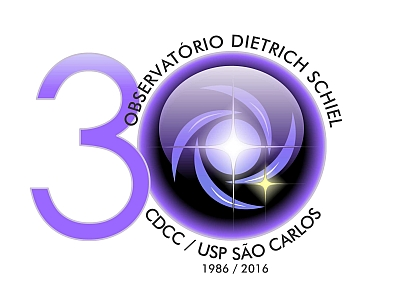 30
OBSERVATÓRIO DIETRICH SCHIEL
CDCC / USP SÃO CARLOS
1986 / 2016